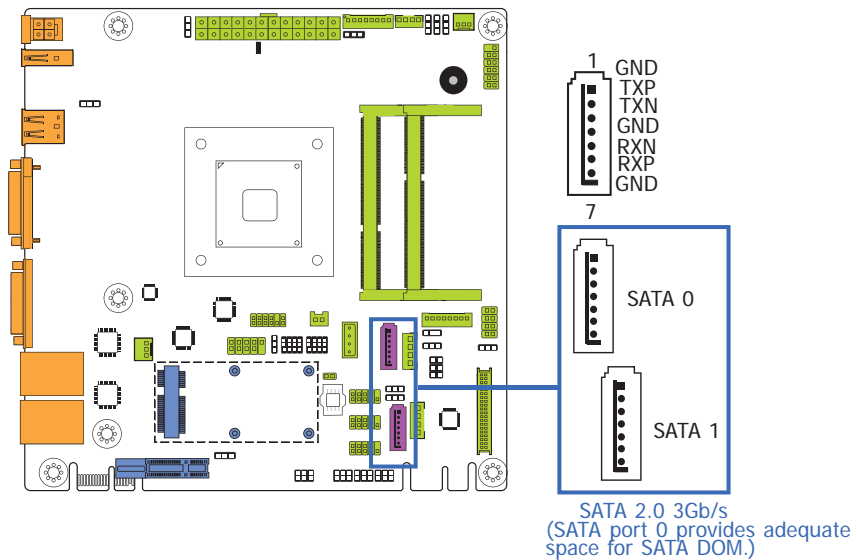 1
GND
TXP
TXN
GND
RXN
RXP
GND
7
SATA 0
SATA 1
SATA 2.0 3Gb/s
(SATA port 0 provides adequate
space for SATA DOM.)